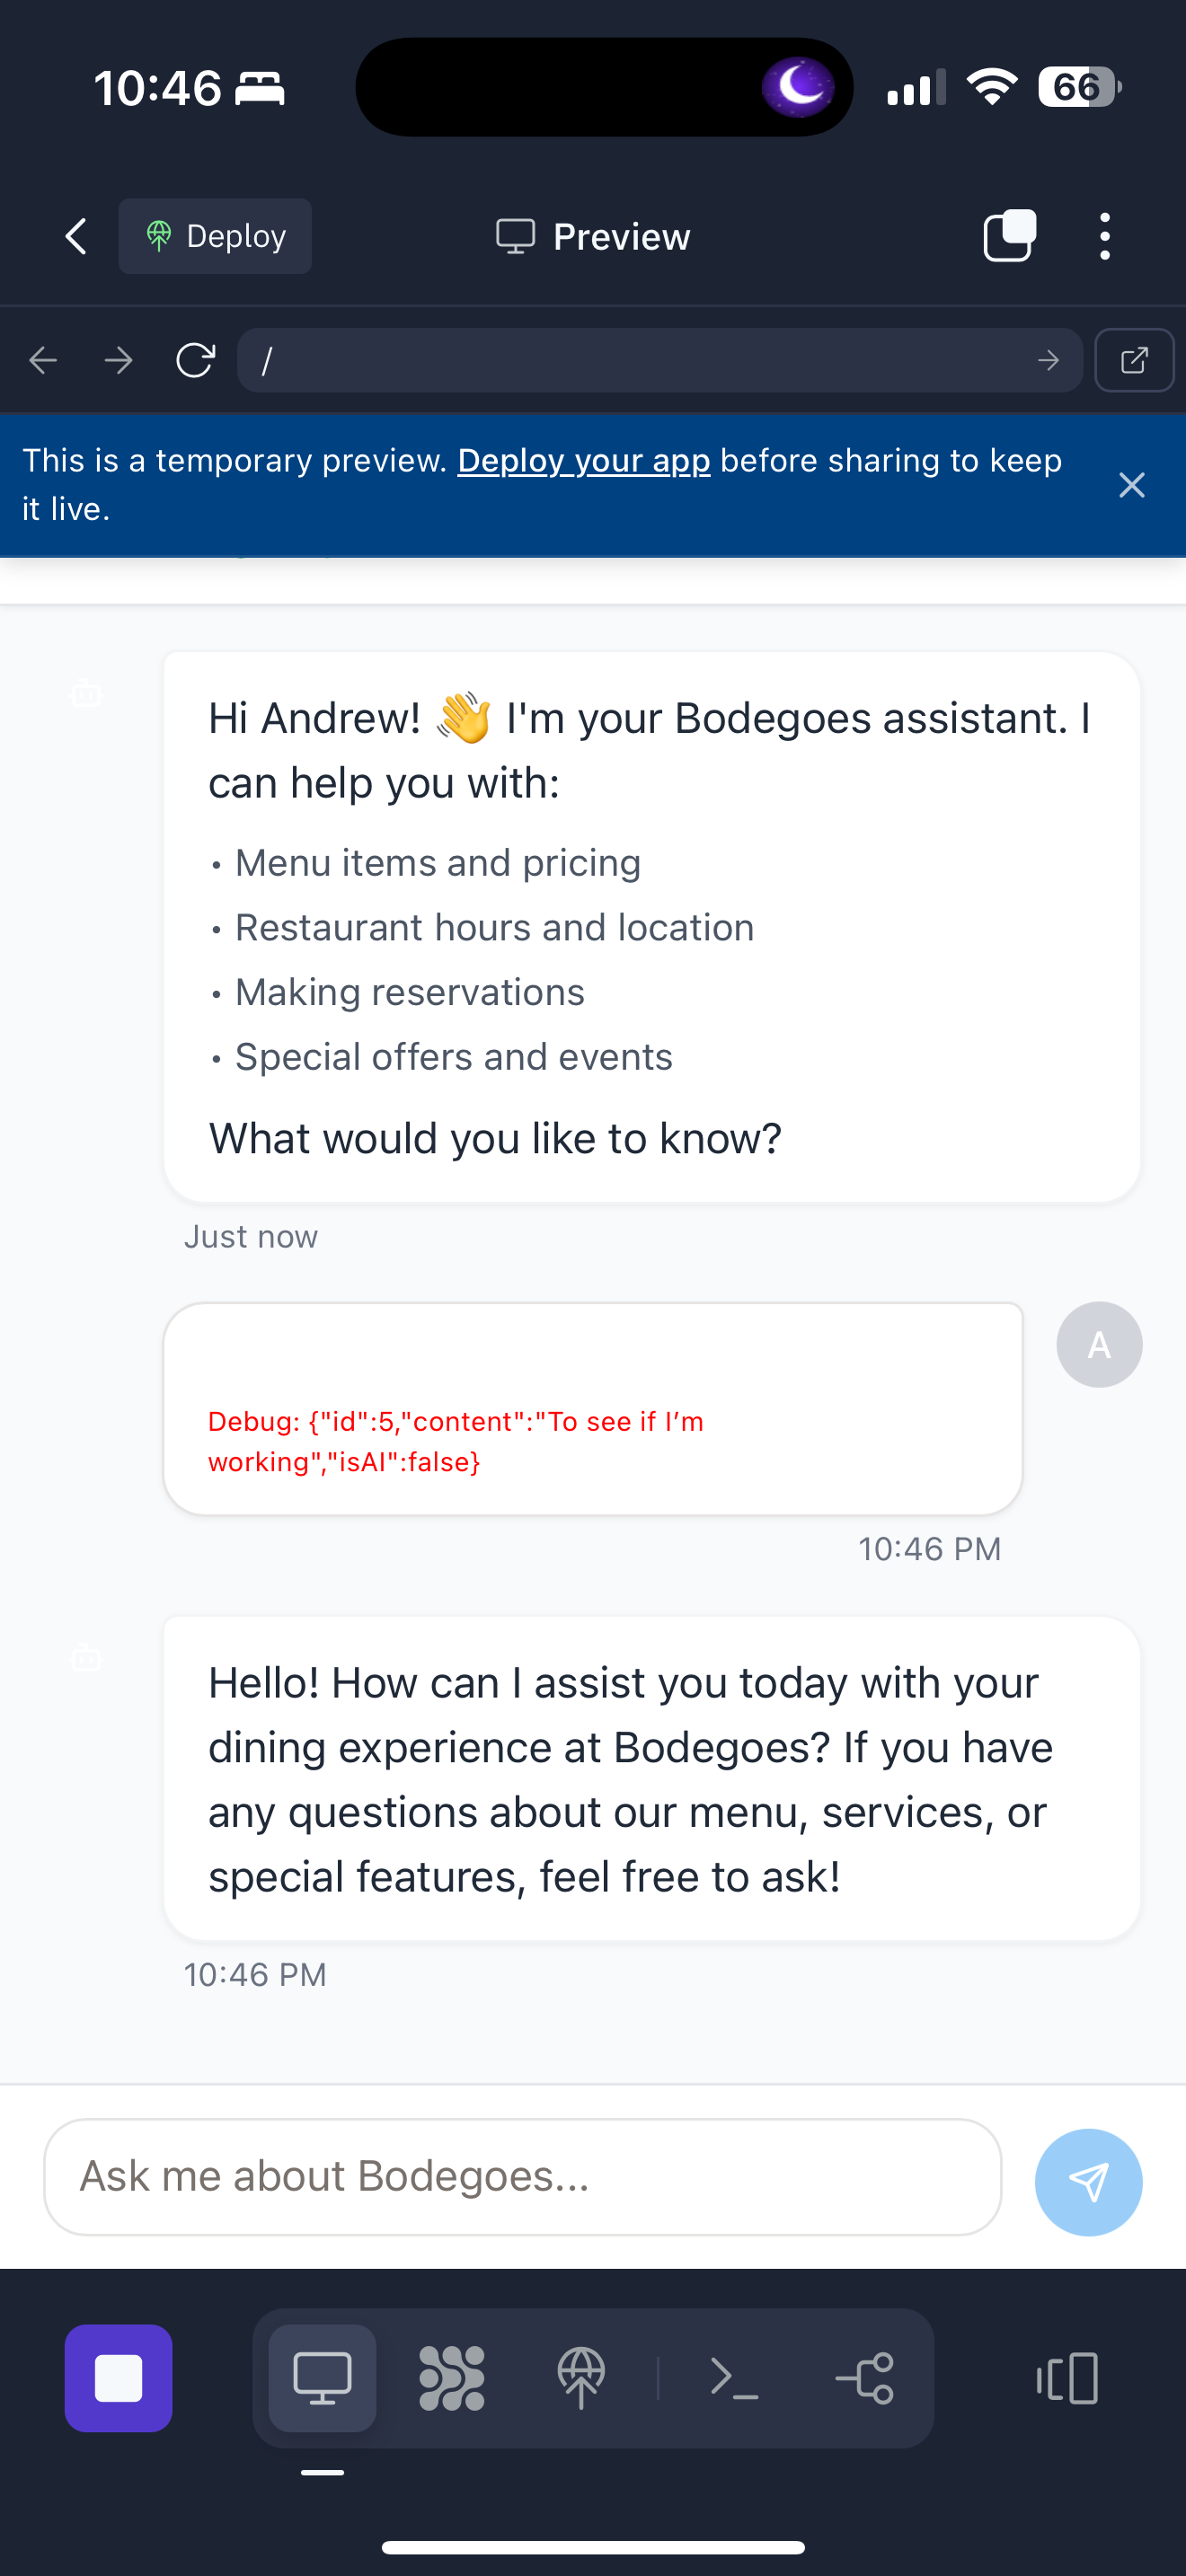 10:46
66
Deploy
Preview
/
This is a temporary preview. Deploy your app before sharing to keep
it live.
Hi Andrew! 👋 I'm your Bodegoes assistant. I
can help you with:
• Menu items and pricing
• Restaurant hours and location
• Making reservations
• Special offers and events
What would you like to know?
Just now
A
Debug: {"id":5,"content":"To see if I’m
working","isAI":false}
10:46 PM
Hello! How can I assist you today with your
dining experience at Bodegoes? If you have
any questions about our menu, services, or
special features, feel free to ask!
10:46 PM
Ask me about Bodegoes...